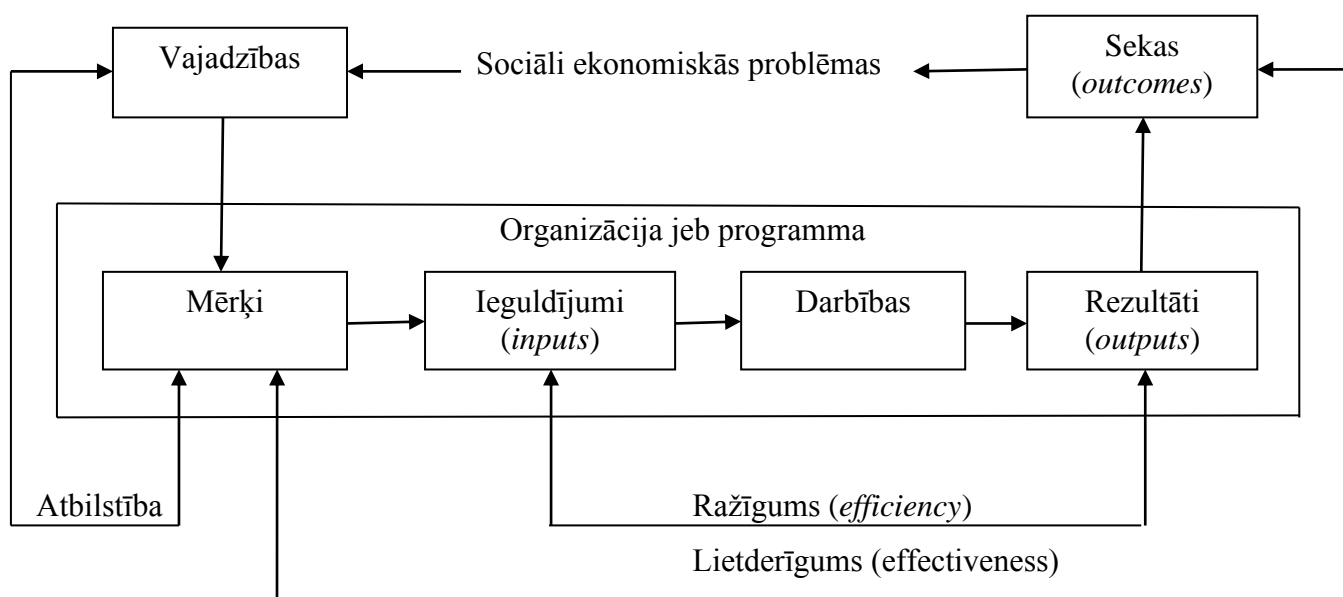 Vajadzības
Sociāli ekonomiskās problēmas
Sekas
(outcomes)
Organizācija jeb programma
Mērķi
Ieguldījumi
(inputs)
Darbības
Rezultāti
(outputs)
Atbilstība
Ražīgums (efficiency)
Lietderīgums (effectiveness)